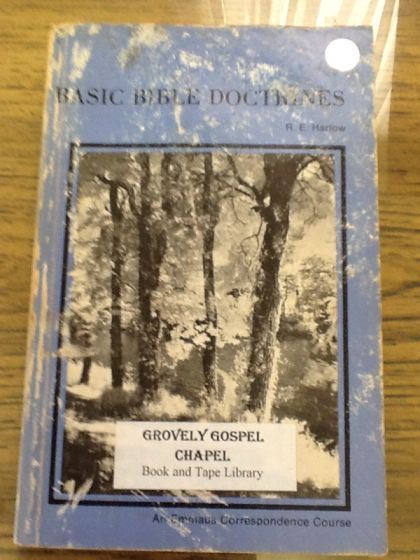 BASIC BIBLE DOCTRINES
R. E. Harlow
GROVELY GOSPEL
CHAPEL
Book and Tape Library
An Emmaus Correspondence Course